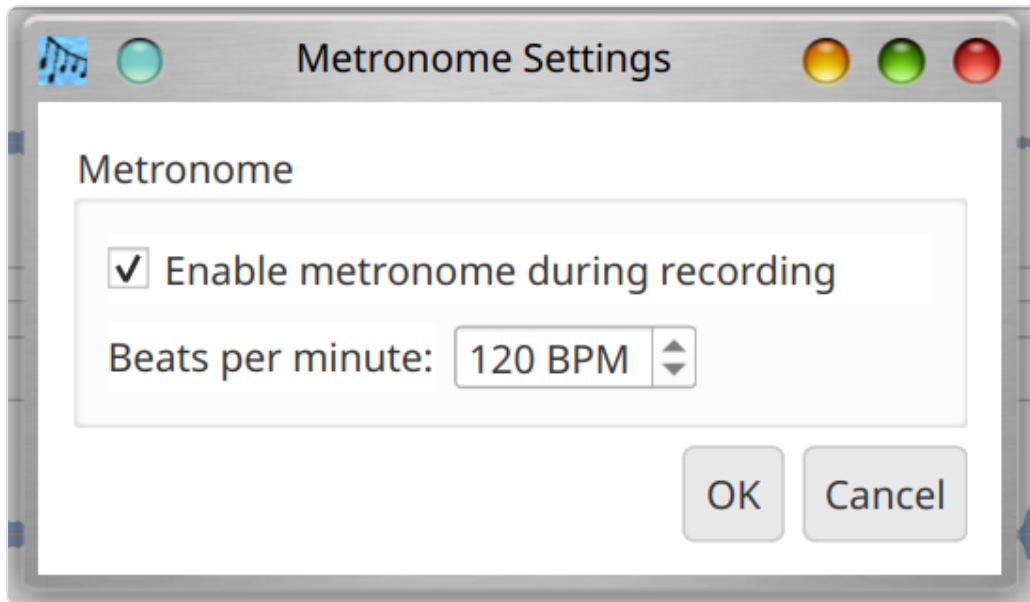 Metronome Settings
Metronome
Enable metronome during recording
Beats per minute: 120 BPM
OK Cancel